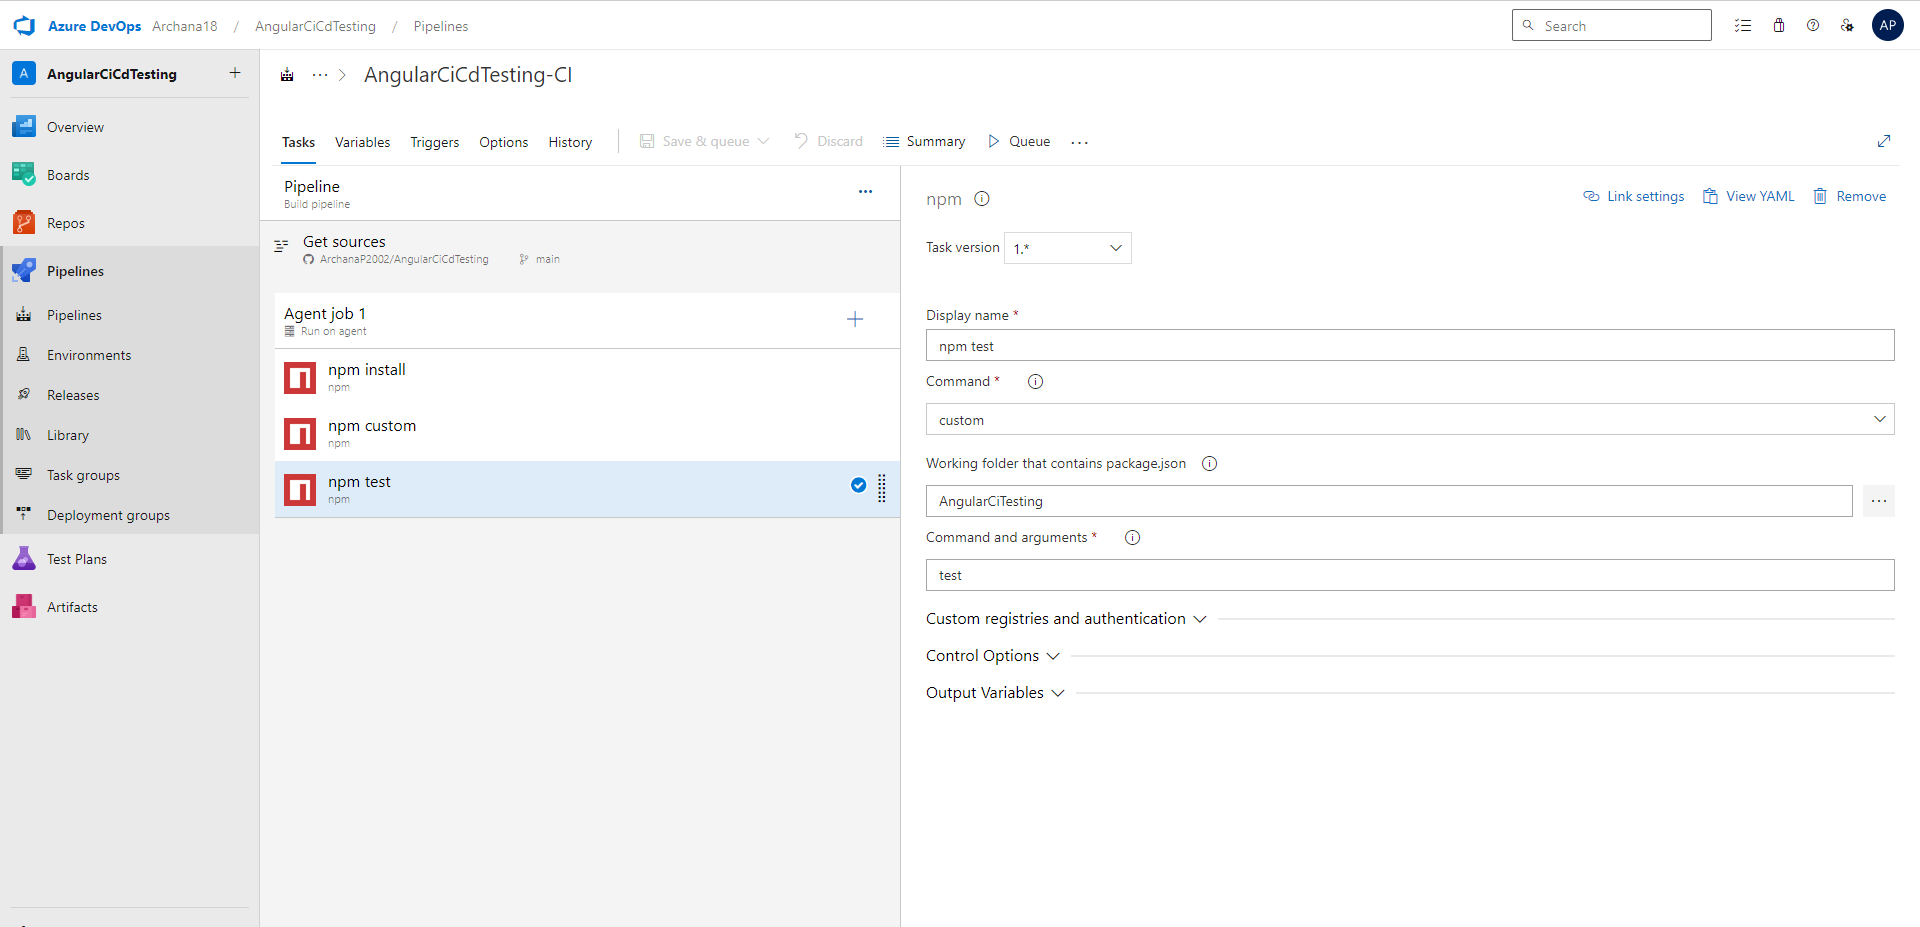 Azure DevOps Archana18 / AngularCiCdTesting / Pipelines
Search
AP
A AngularCiCdTesting +
Overview
Boards
Repos
Pipelines
Pipelines
Environments
Releases
Library
Task groups
Deployment groups
Test Plans
Artifacts
··· > AngularCiCdTesting-CI
Tasks Variables Triggers Options History Save & queue Discard Summary Queue ...
Pipeline
Build pipeline
...
Get sources
ArchanaP2002/AngularCiCdTesting main
Agent job 1
Run on agent
npm install
npm
npm custom
npm
npm test
npm
npm
Link settings View YAML Remove
Task version 1.*
Display name *
npm test
Command *
custom
Working folder that contains package.json
AngularCiTesting
...
Command and arguments *
test
Custom registries and authentication
Control Options
Output Variables